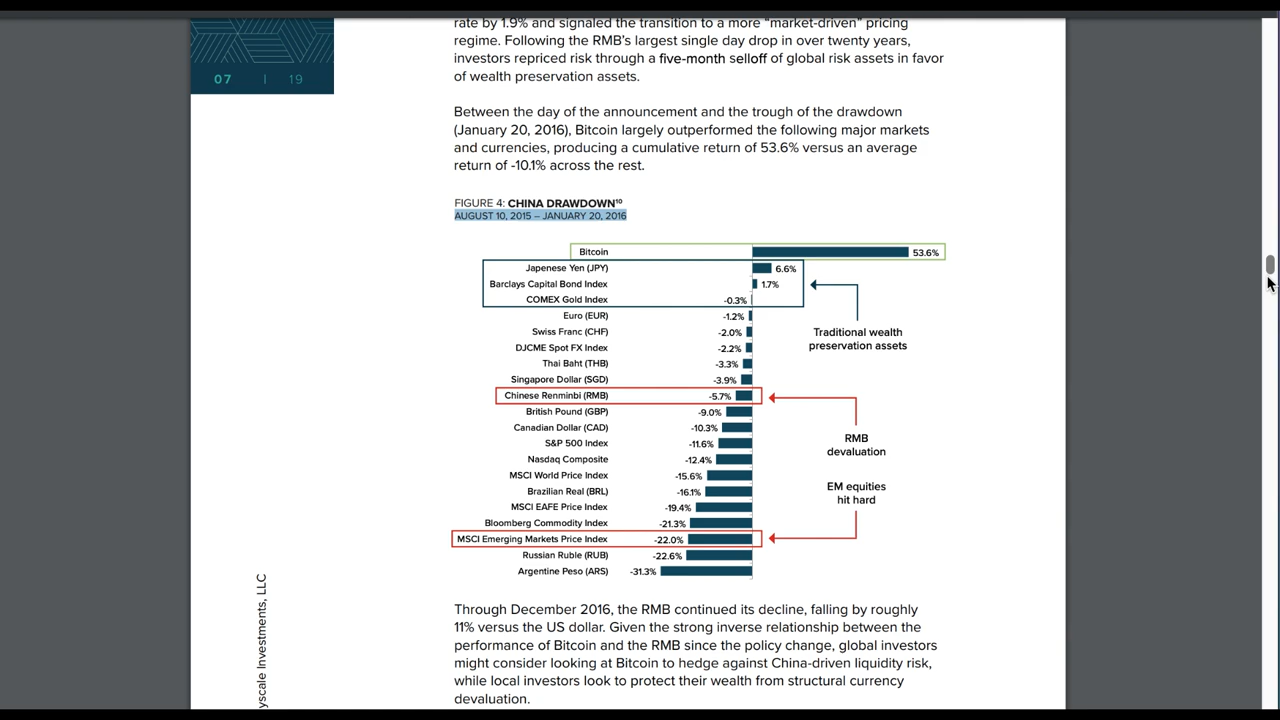 rate by 1.9% and signaled the transition to a more “market-driven” pricing
regime. Following the RMB’s largest single day drop in over twenty years,
investors repriced risk through a five-month selloff of global risk assets in favor
of wealth preservation assets.
07 | 19
Between the day of the announcement and the trough of the drawdown
(January 20, 2016), Bitcoin largely outperformed the following major markets
and currencies, producing a cumulative return of 53.6% versus an average
return of -10.1% across the rest.
FIGURE 4: CHINA DRAWDOWN¹⁰
AUGUST 10, 2015 – JANUARY 20, 2016
Bitcoin 53.6%
Japenese Yen (JPY) 6.6%
Barclays Capital Bond Index 1.7%
COMEX Gold Index -0.3%
Euro (EUR) -1.2%
Swiss Franc (CHF) -2.0%
DJCME Spot FX Index -2.2%
Thai Baht (THB) -3.3%
Singapore Dollar (SGD) -3.9%
Chinese Renminbi (RMB) -5.7%
British Pound (GBP) -9.0%
Canadian Dollar (CAD) -10.3%
S&P 500 Index -11.6%
Nasdaq Composite -12.4%
MSCI World Price Index -15.6%
Brazilian Real (BRL) -16.1%
MSCI EAFE Price Index -19.4%
Bloomberg Commodity Index -21.3%
MSCI Emerging Markets Price Index -22.0%
Russian Ruble (RUB) -22.6%
Argentine Peso (ARS) -31.3%
Traditional wealth
preservation assets
RMB
devaluation
EM equities
hit hard
Through December 2016, the RMB continued its decline, falling by roughly
11% versus the US dollar. Given the strong inverse relationship between the
performance of Bitcoin and the RMB since the policy change, global investors
might consider looking at Bitcoin to hedge against China-driven liquidity risk,
while local investors look to protect their wealth from structural currency
devaluation.
yscale Investments, LLC